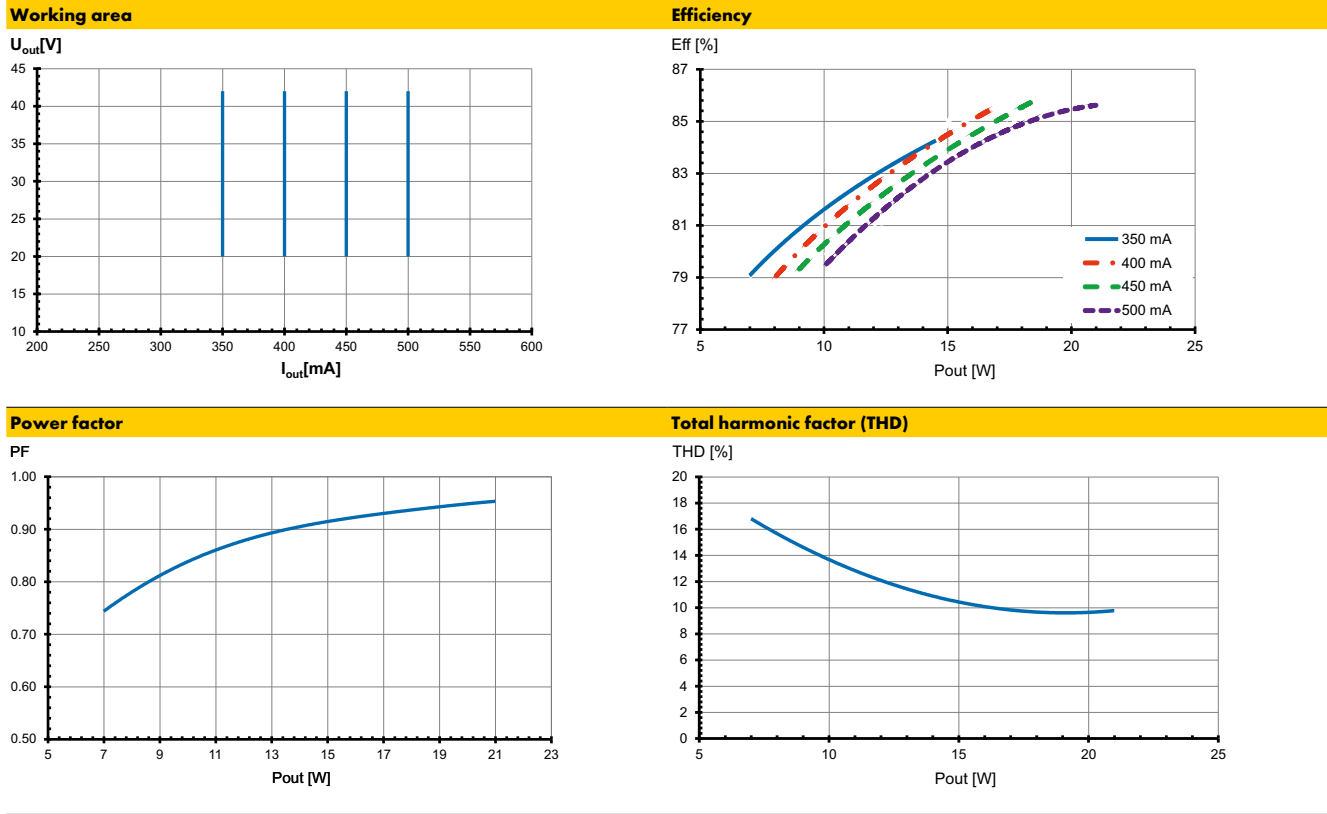 Working area
U_out[V]
45
40
35
30
25
20
15
10
200 250 300 350 400 450 500 550 600
I_out[mA]
Efficiency
Eff [%]
87
85
83
81
79
77
350 mA
400 mA
450 mA
500 mA
5 10 15 20 25
Pout [W]
Power factor
PF
1.00
0.90
0.80
0.70
0.60
0.50
5 7 9 11 13 15 17 19 21 23
Pout [W]
Total harmonic factor (THD)
THD [%]
20
18
16
14
12
10
8
6
4
2
0
5 10 15 20 25
Pout [W]